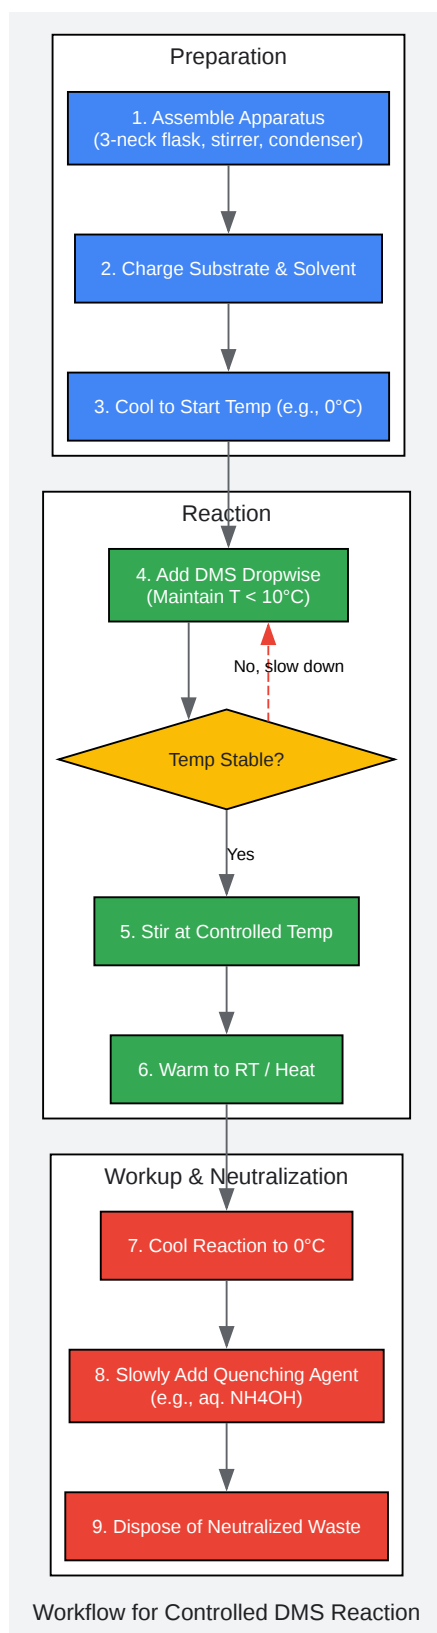 Preparation
1. Assemble Apparatus
(3-neck flask, stirrer, condenser)
2. Charge Substrate & Solvent
3. Cool to Start Temp (e.g., 0°C)
Reaction
4. Add DMS Dropwise
(Maintain T < 10°C)
No, slow down
Temp Stable?
Yes
5. Stir at Controlled Temp
6. Warm to RT / Heat
Workup & Neutralization
7. Cool Reaction to 0°C
8. Slowly Add Quenching Agent
(e.g., aq. NH4OH)
9. Dispose of Neutralized Waste
Workflow for Controlled DMS Reaction